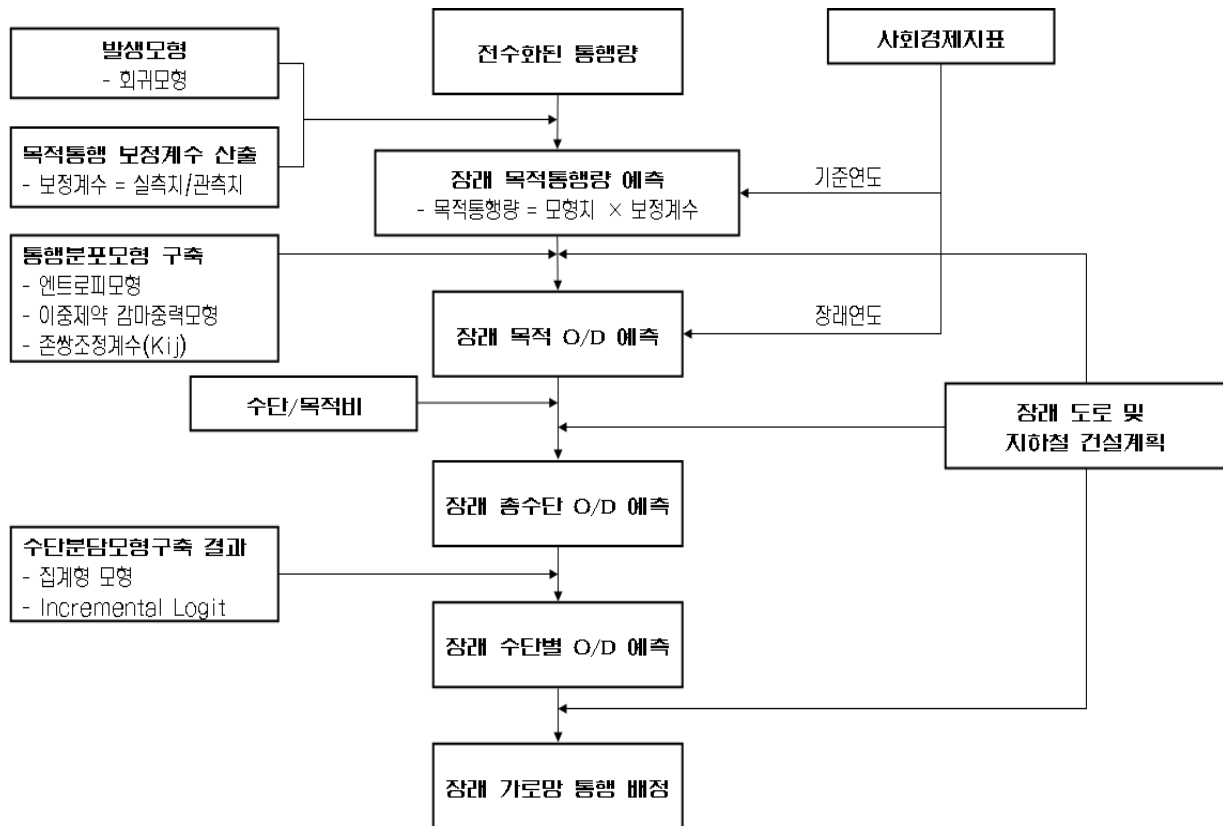 발생모형
- 회귀모형
전수화된 통행량
사회경제지표
목적통행 보정계수 산출
- 보정계수 = 실측치/관측치
장래 목적통행량 예측
- 목적통행량 = 모형치 × 보정계수
기준연도
통행분포모형 구축
- 엔트로피모형
- 이중제약 감마중력모형
- 존쌍조정계수(Kij)
장래 목적 O/D 예측
장래연도
수단/목적비
장래 도로 및
지하철 건설계획
장래 총수단 O/D 예측
수단분담모형구축 결과
- 집계형 모형
- Incremental Logit
장래 수단별 O/D 예측
장래 가로망 통행 배정